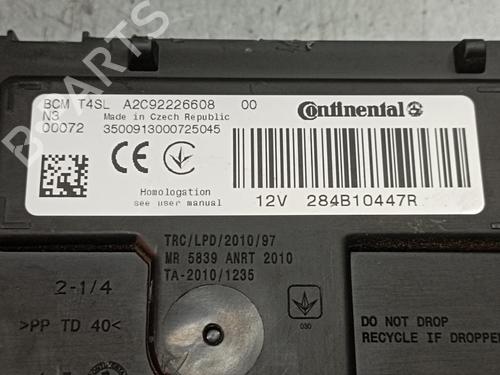 BCM T4SL A2C92226608 00
N3 Made in Czech Republic
00072 3500913000725045
Continental
CE
Homologation
see user manual
12V 284B10447R
TRC/LPD/2010/97
MR 5839 ANRT 2010
TA-2010/1235
2-1/4
>PP TD 40<
030
DO NOT DROP
RECYCLE IF DROPPED